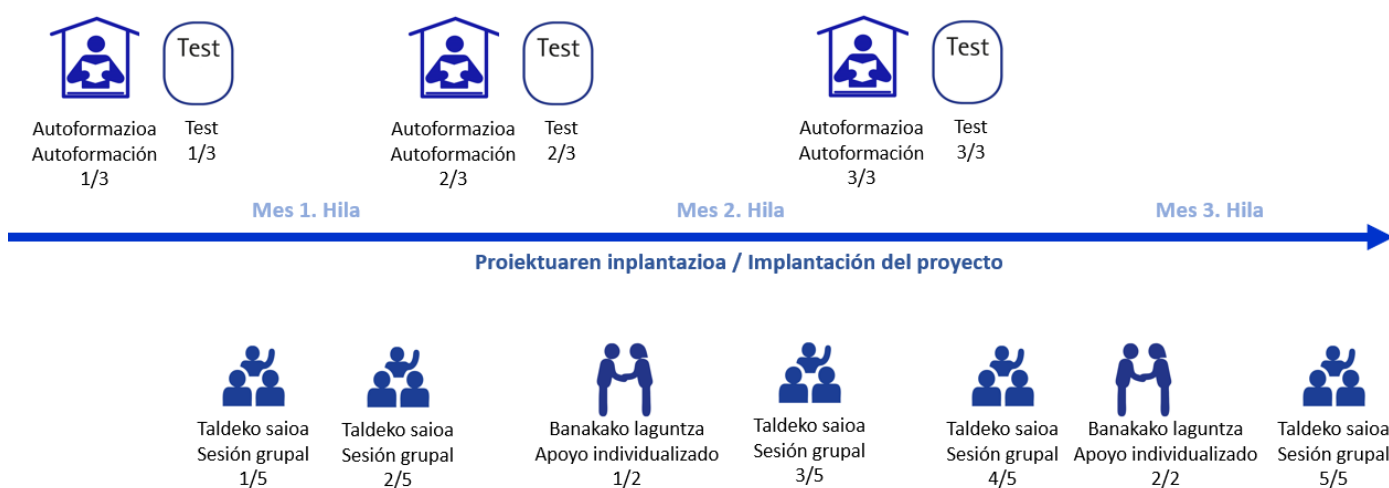 Test
Test
Test
Autoformazioa
Autoformación
1/3
Test
1/3
Autoformazioa
Autoformación
2/3
Test
2/3
Autoformazioa
Autoformación
3/3
Test
3/3
Mes 1. Hila
Mes 2. Hila
Mes 3. Hila
Proiektuaren inplantazioa / Implantación del proyecto
Taldeko saioa
Sesión grupal
1/5
Taldeko saioa
Sesión grupal
2/5
Banakako laguntza
Apoyo individualizado
1/2
Taldeko saioa
Sesión grupal
3/5
Taldeko saioa
Sesión grupal
4/5
Banakako laguntza
Apoyo individualizado
2/2
Taldeko saioa
Sesión grupal
5/5